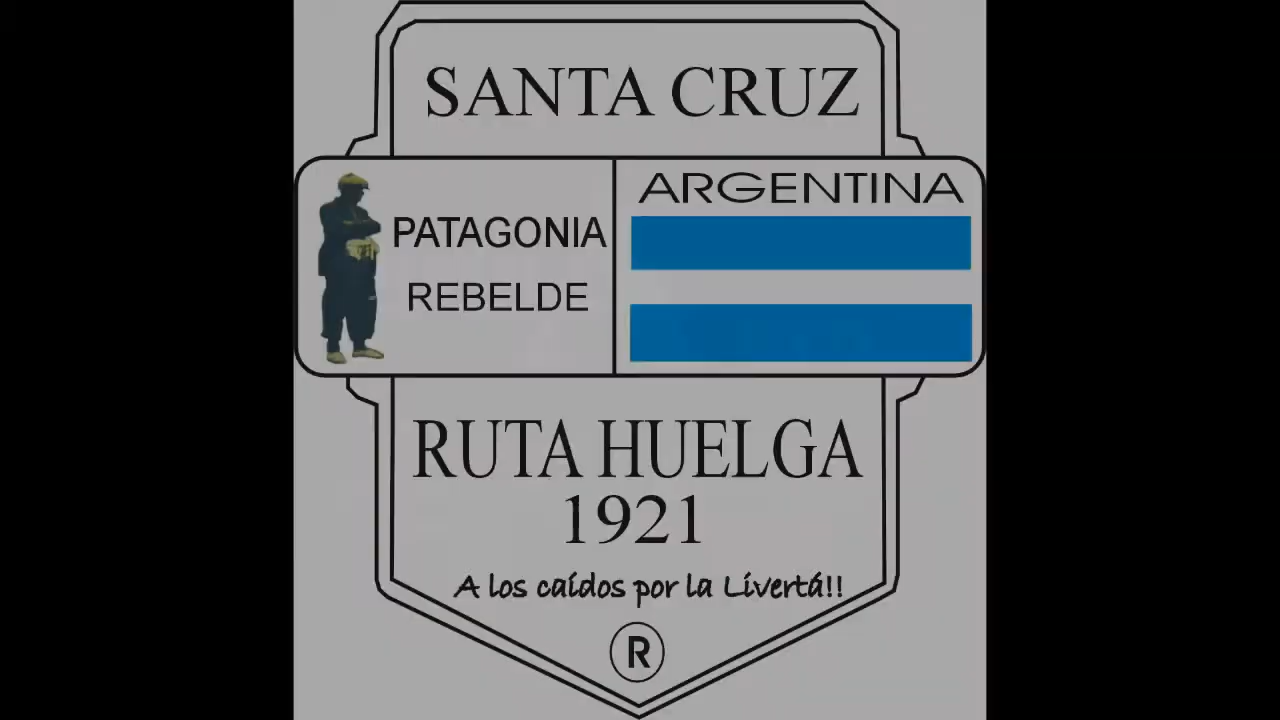 SANTA CRUZ
PATAGONIA
REBELDE
ARGENTINA
RUTA HUELGA
1921
A los caídos por la Livertá!!
R